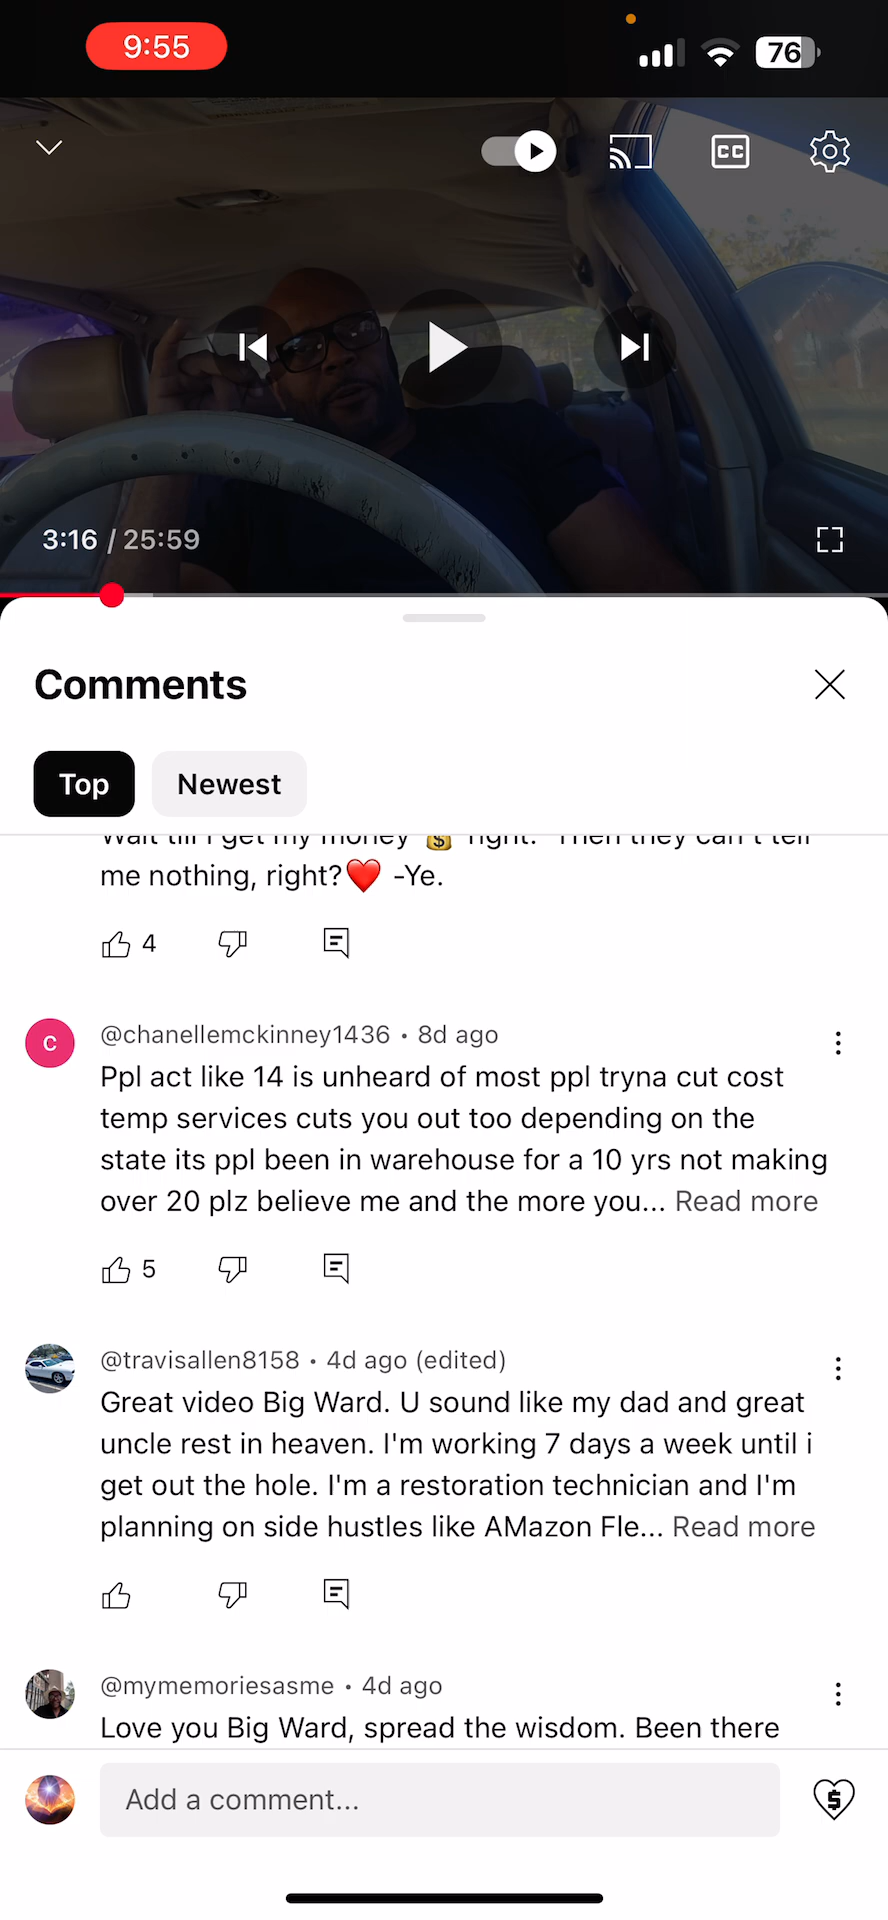 9:55
76
CC
3:16 / 25:59
Comments
Top
Newest
Wait till I get my money 💰 right. Then they can't tell
me nothing, right?❤️ -Ye.
4
C
@chanellemckinney1436 • 8d ago
Ppl act like 14 is unheard of most ppl tryna cut cost
temp services cuts you out too depending on the
state its ppl been in warehouse for a 10 yrs not making
over 20 plz believe me and the more you... Read more
5
@travisallen8158 • 4d ago (edited)
Great video Big Ward. U sound like my dad and great
uncle rest in heaven. I'm working 7 days a week until i
get out the hole. I'm a restoration technician and I'm
planning on side hustles like AMazon Fle... Read more
@mymemoriesasme • 4d ago
Love you Big Ward, spread the wisdom. Been there
Add a comment...
$